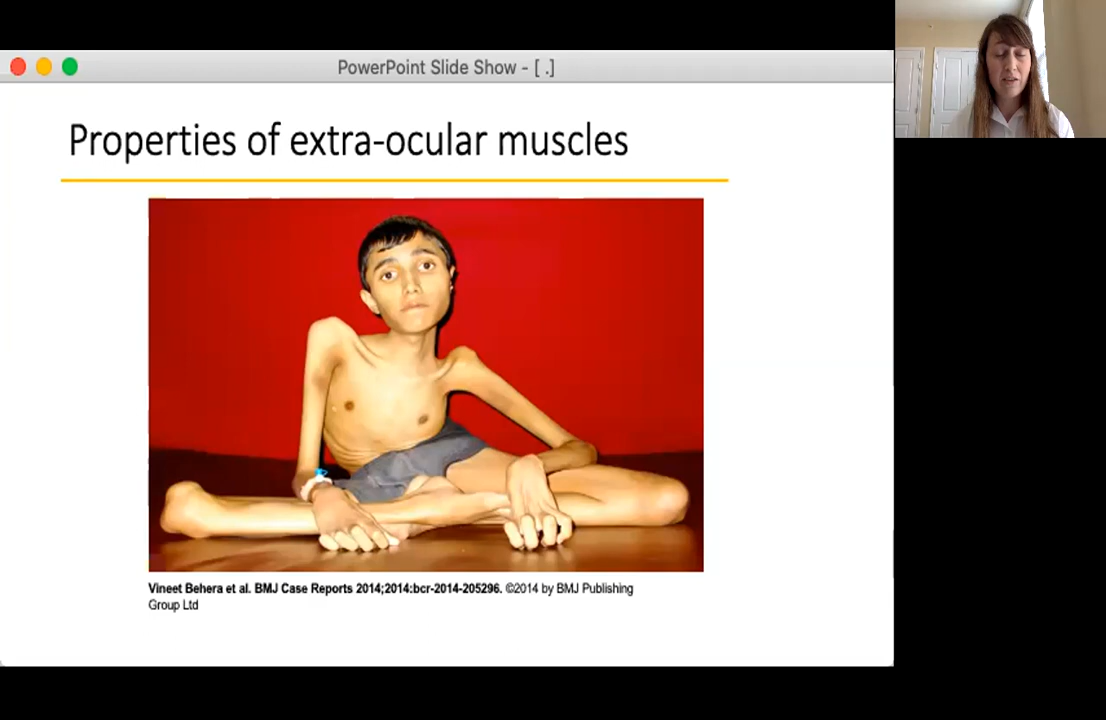 PowerPoint Slide Show - [ .]
Properties of extra-ocular muscles
Vineet Behera et al. BMJ Case Reports 2014;2014:bcr-2014-205296. ©2014 by BMJ Publishing
Group Ltd